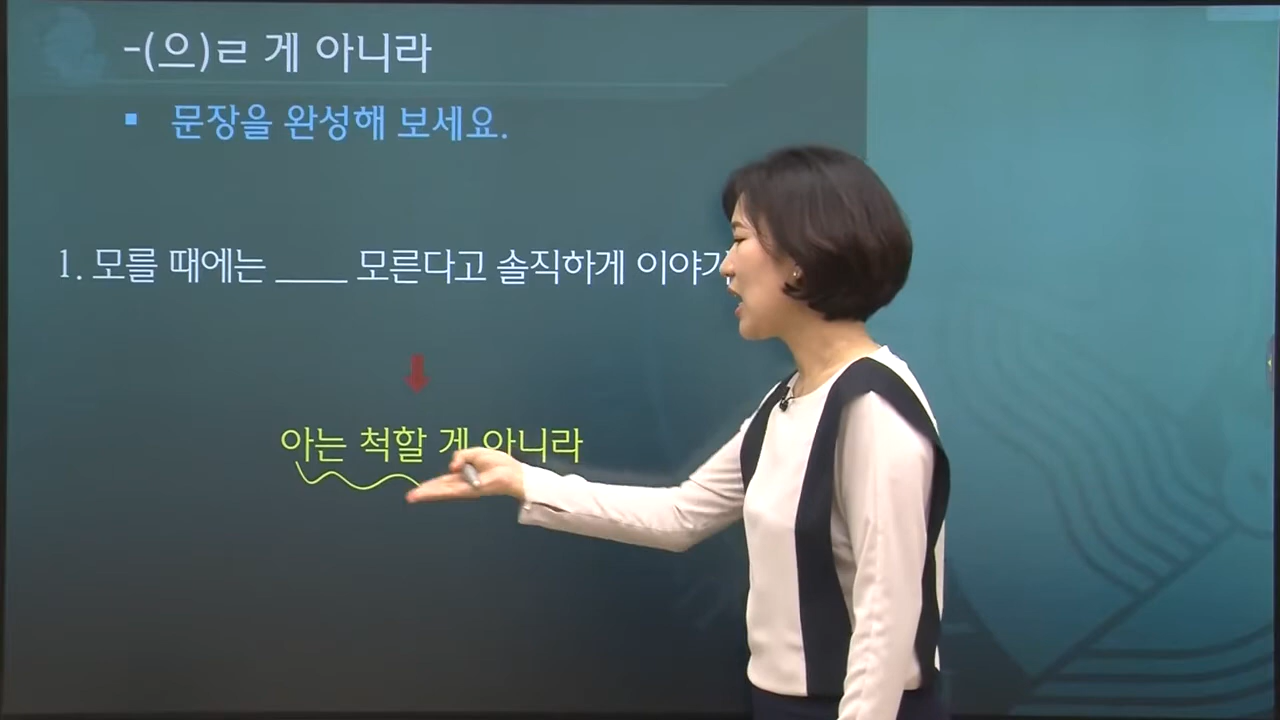 -(으)ㄹ 게 아니라
▪ 문장을 완성해 보세요.
1. 모를 때에는 ____ 모른다고 솔직하게 이야기
아는 척할 게 아니라